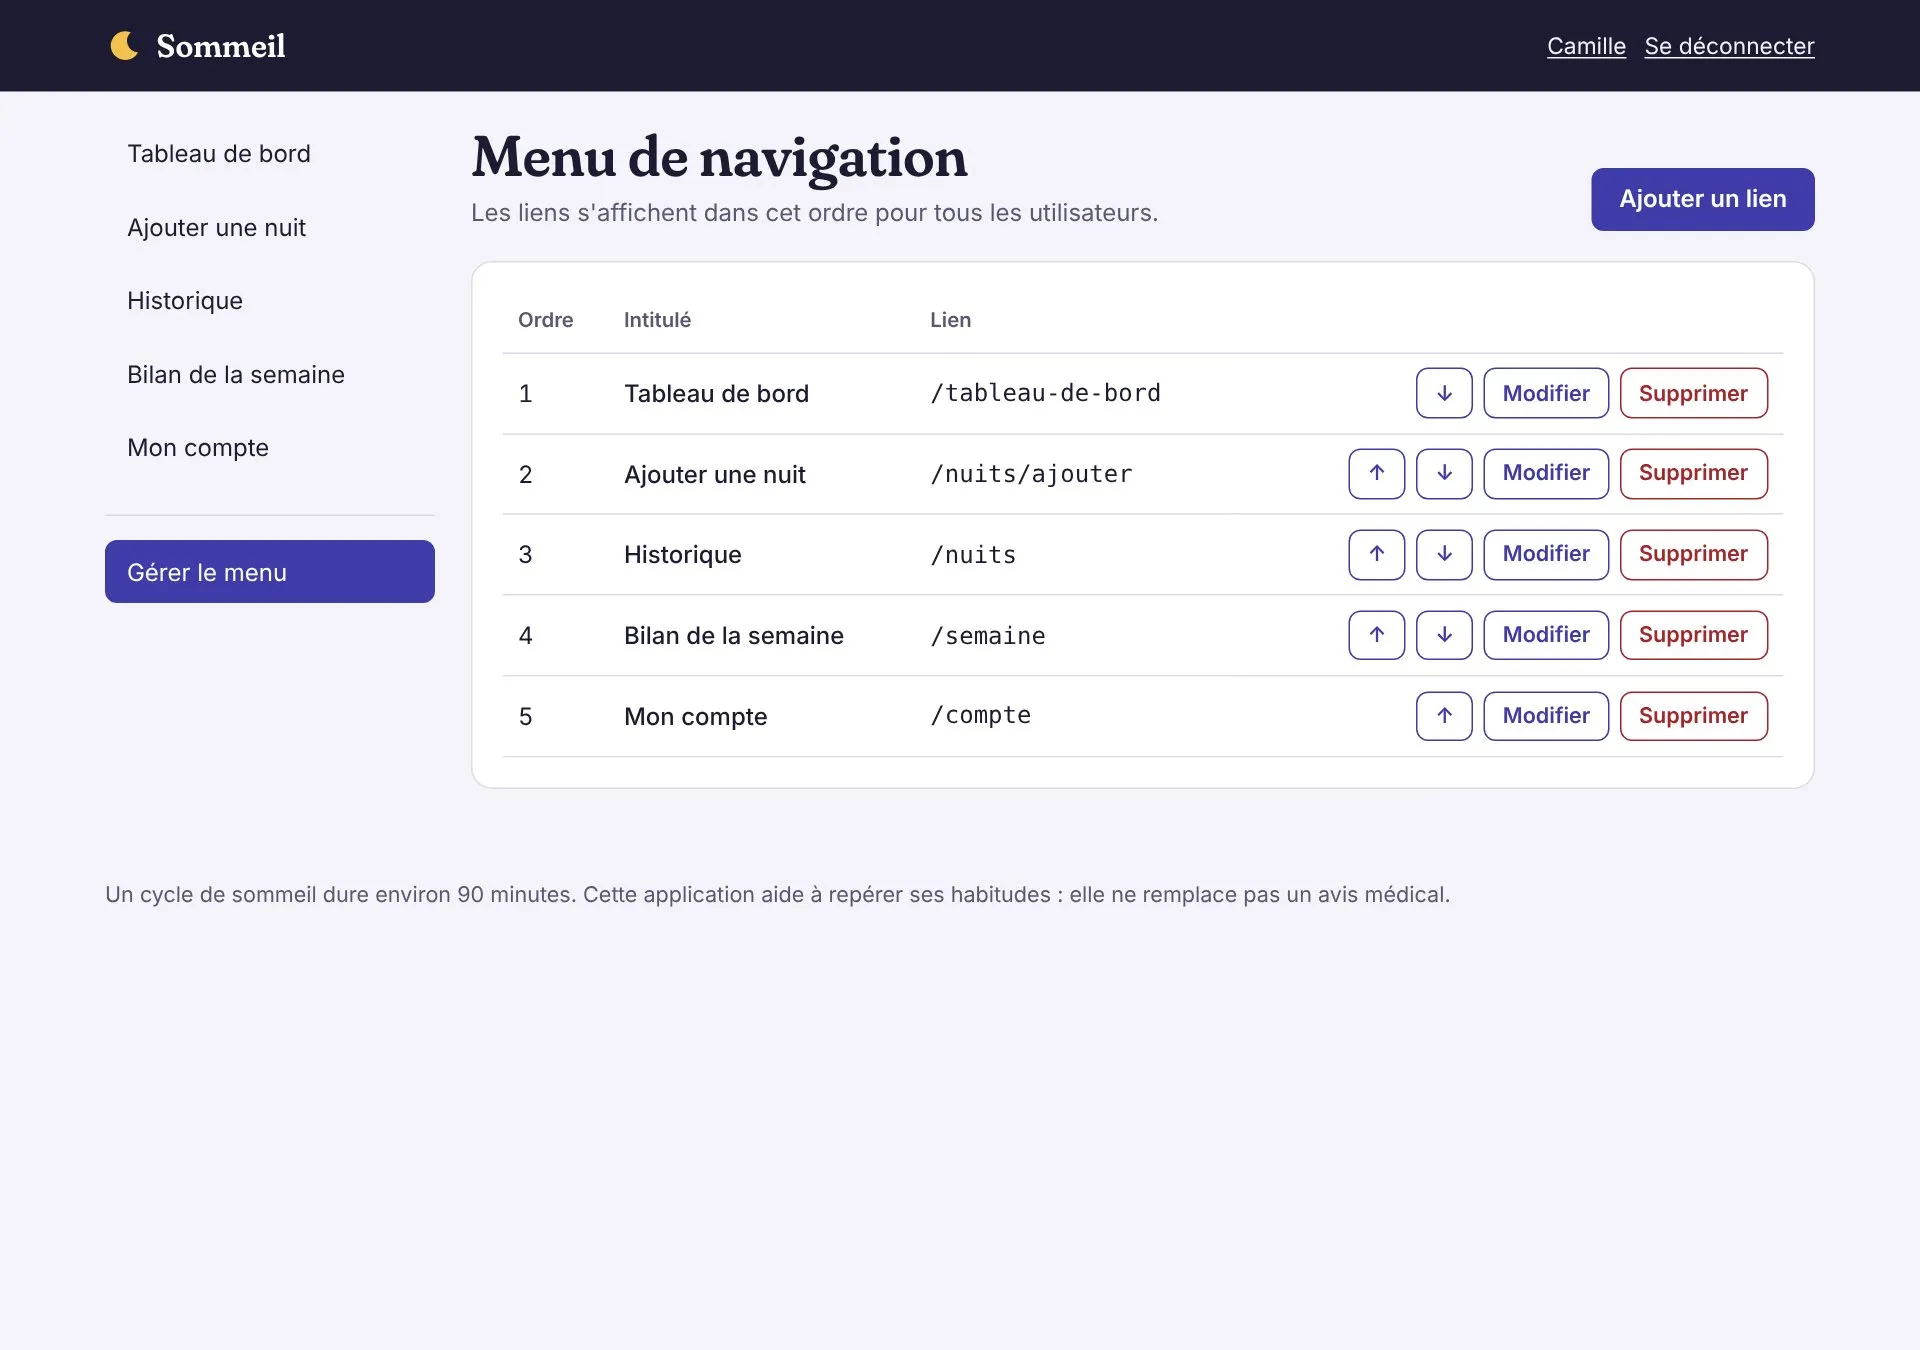 Sommeil
Camille Se déconnecter
Tableau de bord
Ajouter une nuit
Historique
Bilan de la semaine
Mon compte
Gérer le menu
Menu de navigation
Les liens s'affichent dans cet ordre pour tous les utilisateurs.
Ajouter un lien
Ordre Intitulé Lien
1 Tableau de bord /tableau-de-bord ↓ Modifier Supprimer
2 Ajouter une nuit /nuits/ajouter ↑ ↓ Modifier Supprimer
3 Historique /nuits ↑ ↓ Modifier Supprimer
4 Bilan de la semaine /semaine ↑ ↓ Modifier Supprimer
5 Mon compte /compte ↑ Modifier Supprimer
Un cycle de sommeil dure environ 90 minutes. Cette application aide à repérer ses habitudes : elle ne remplace pas un avis médical.